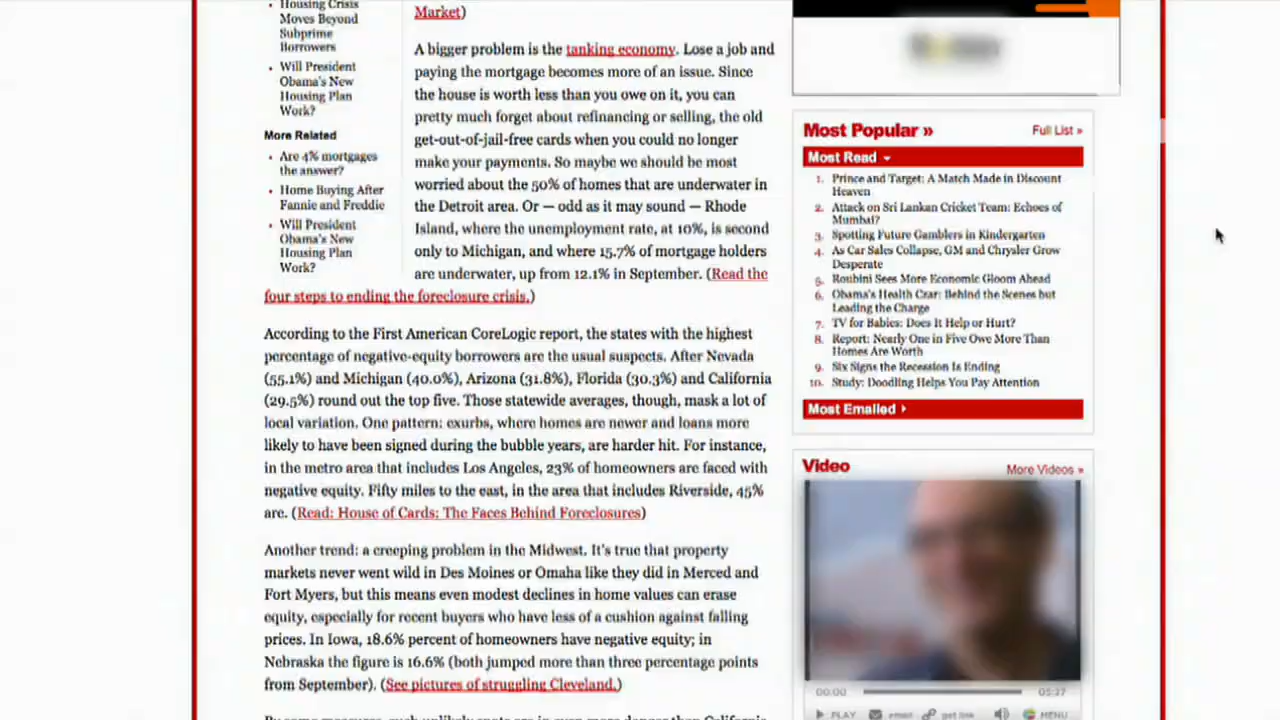 Housing Crisis
Moves Beyond
Subprime
Borrowers
Will President
Obama's New
Housing Plan
Work?
More Related
Are 4% mortgages
the answer?
Home Buying After
Fannie and Freddie
Will President
Obama's New
Housing Plan
Work?
Market)
A bigger problem is the tanking economy. Lose a job and
paying the mortgage becomes more of an issue. Since
the house is worth less than you owe on it, you can
pretty much forget about refinancing or selling, the old
get-out-of-jail-free cards when you could no longer
make your payments. So maybe we should be most
worried about the 50% of homes that are underwater in
the Detroit area. Or — odd as it may sound — Rhode
Island, where the unemployment rate, at 10%, is second
only to Michigan, and where 15.7% of mortgage holders
are underwater, up from 12.1% in September. (Read the
four steps to ending the foreclosure crisis.)
According to the First American CoreLogic report, the states with the highest
percentage of negative-equity borrowers are the usual suspects. After Nevada
(55.1%) and Michigan (40.0%), Arizona (31.8%), Florida (30.3%) and California
(29.5%) round out the top five. Those statewide averages, though, mask a lot of
local variation. One pattern: exurbs, where homes are newer and loans more
likely to have been signed during the bubble years, are harder hit. For instance,
in the metro area that includes Los Angeles, 23% of homeowners are faced with
negative equity. Fifty miles to the east, in the area that includes Riverside, 45%
are. (Read: House of Cards: The Faces Behind Foreclosures)
Another trend: a creeping problem in the Midwest. It's true that property
markets never went wild in Des Moines or Omaha like they did in Merced and
Fort Myers, but this means even modest declines in home values can erase
equity, especially for recent buyers who have less of a cushion against falling
prices. In Iowa, 18.6% percent of homeowners have negative equity; in
Nebraska the figure is 16.6% (both jumped more than three percentage points
from September). (See pictures of struggling Cleveland.)
Most Popular »
Full List »
Most Read
1. Prince and Target: A Match Made in Discount
Heaven
2. Attack on Sri Lankan Cricket Team: Echoes of
Mumbai?
3. Spotting Future Gamblers in Kindergarten
4. As Car Sales Collapse, GM and Chrysler Grow
Desperate
5. Roubini Sees More Economic Gloom Ahead
6. Obama's Health Czar: Behind the Scenes but
Leading the Charge
7. TV for Babies: Does It Help or Hurt?
8. Report: Nearly One in Five Owe More Than
Homes Are Worth
9. Six Signs the Recession Is Ending
10. Study: Doodling Helps You Pay Attention
Most Emailed
Video
More Videos »
00:00
05:27
PLAY
email
get link
MENU